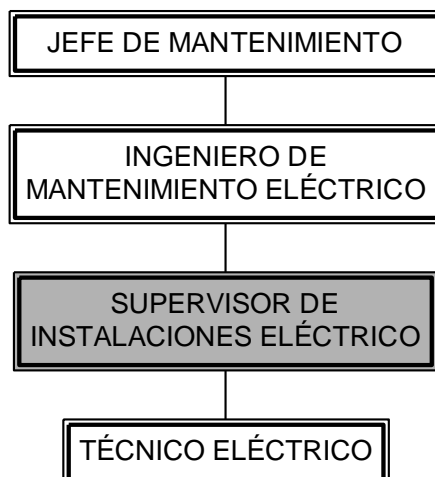 JEFE DE MANTENIMIENTO
INGENIERO DE
MANTENIMIENTO ELÉCTRICO
SUPERVISOR DE
INSTALACIONES ELÉCTRICO
TÉCNICO ELÉCTRICO